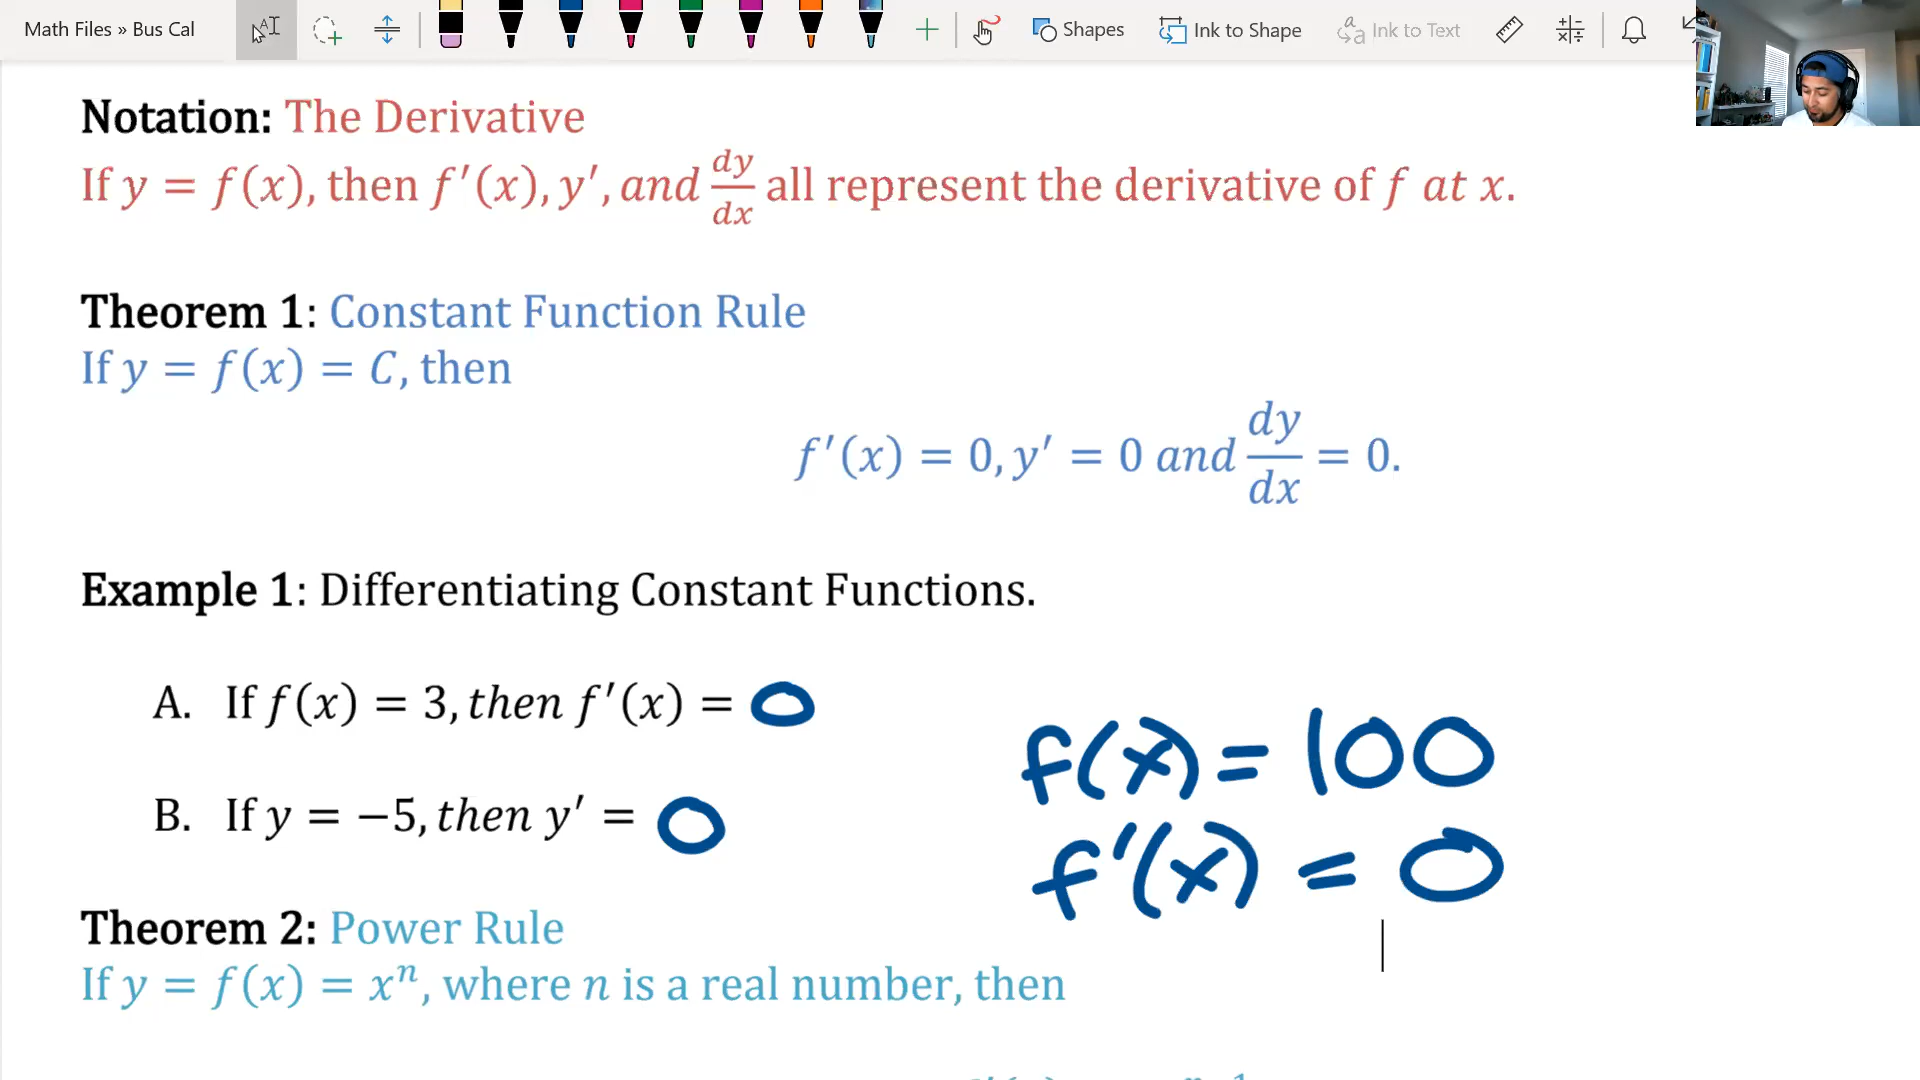 Math Files » Bus Cal
Shapes
Ink to Shape
Ink to Text
Notation: The Derivative
If y = f(x), then f′(x), y′, and dy/dx all represent the derivative of f at x.
Theorem 1: Constant Function Rule
If y = f(x) = C, then
f′(x) = 0, y′ = 0 and dy/dx = 0.
Example 1: Differentiating Constant Functions.
A. If f(x) = 3, then f′(x) = 0
B. If y = −5, then y′ = 0
f(x) = 100
f′(x) = 0
Theorem 2: Power Rule
If y = f(x) = xⁿ, where n is a real number, then